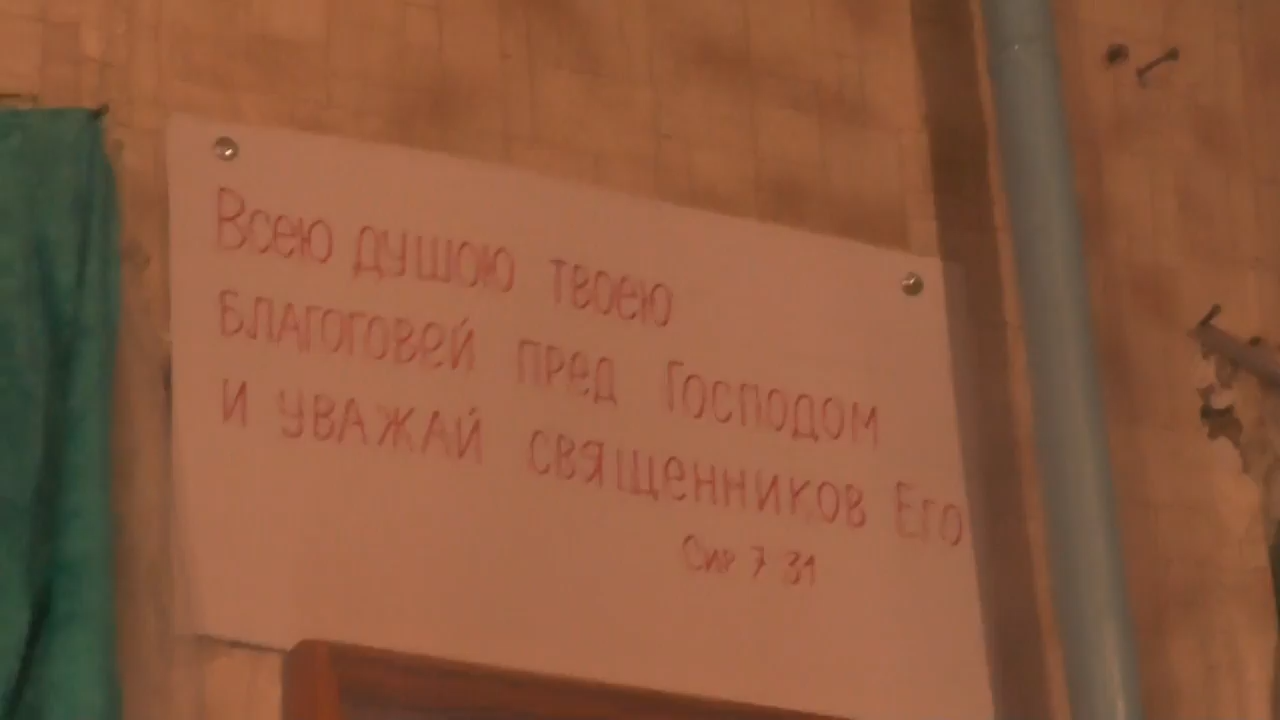 Всею душою твоею
благоговей пред Господом
и уважай священников Его
Сир 7 31